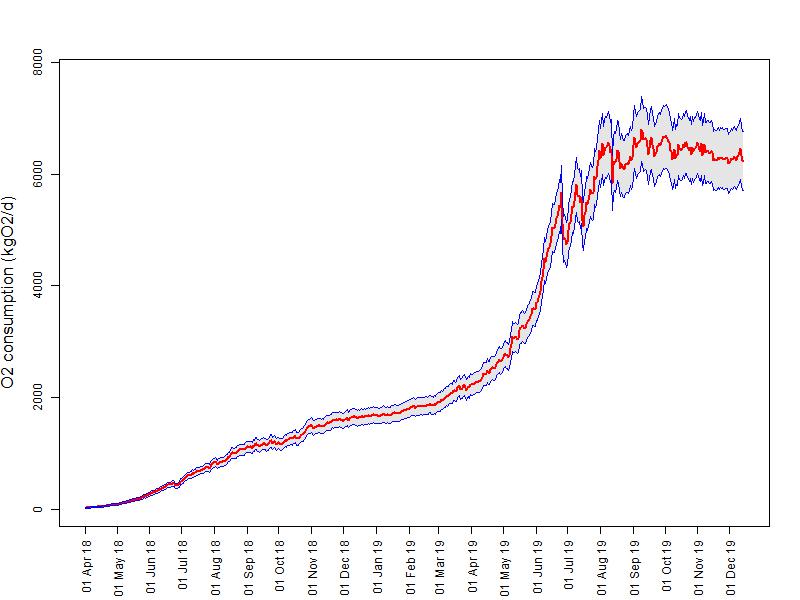 O2 consumption (kgO2/d)
8000
6000
4000
2000
0
01 Apr 18
01 May 18
01 Jun 18
01 Jul 18
01 Aug 18
01 Sep 18
01 Oct 18
01 Nov 18
01 Dec 18
01 Jan 19
01 Feb 19
01 Mar 19
01 Apr 19
01 May 19
01 Jun 19
01 Jul 19
01 Aug 19
01 Sep 19
01 Oct 19
01 Nov 19
01 Dec 19